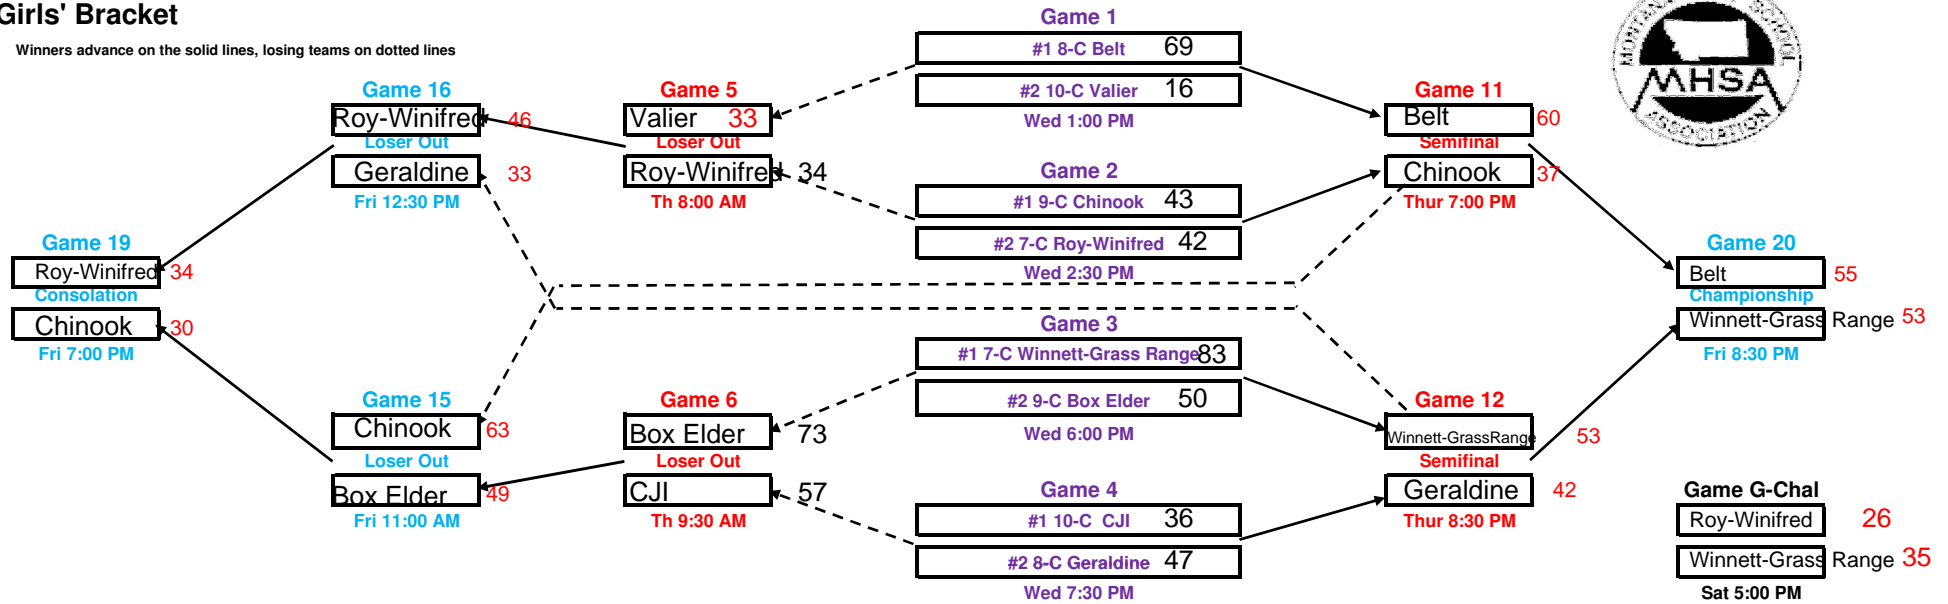 Girls' Bracket
Winners advance on the solid lines, losing teams on dotted lines
Game 1
#1 8-C Belt 69
#2 10-C Valier 16
Wed 1:00 PM
Game 2
#1 9-C Chinook 43
#2 7-C Roy-Winifred 42
Wed 2:30 PM
Game 3
#1 7-C Winnett-Grass Range 83
#2 9-C Box Elder 50
Wed 6:00 PM
Game 4
#1 10-C CJI 36
#2 8-C Geraldine 47
Wed 7:30 PM
Game 5
Valier 33
Loser Out
Roy-Winifred 34
Th 8:00 AM
Game 6
Box Elder 73
Loser Out
CJI 57
Th 9:30 AM
Game 16
Roy-Winifred 46
Loser Out
Geraldine 33
Fri 12:30 PM
Game 15
Chinook 63
Loser Out
Box Elder 49
Fri 11:00 AM
Game 19
Roy-Winifred 34
Consolation
Chinook 30
Fri 7:00 PM
Game 11
Belt 60
Semifinal
Chinook 37
Thur 7:00 PM
Game 12
Winnett-GrassRange 53
Semifinal
Geraldine 42
Thur 8:30 PM
Game 20
Belt 55
Championship
Winnett-Grass Range 53
Fri 8:30 PM
Game G-Chal
Roy-Winifred 26
Winnett-Grass Range 35
Sat 5:00 PM
MHSA
ASSOCIATION